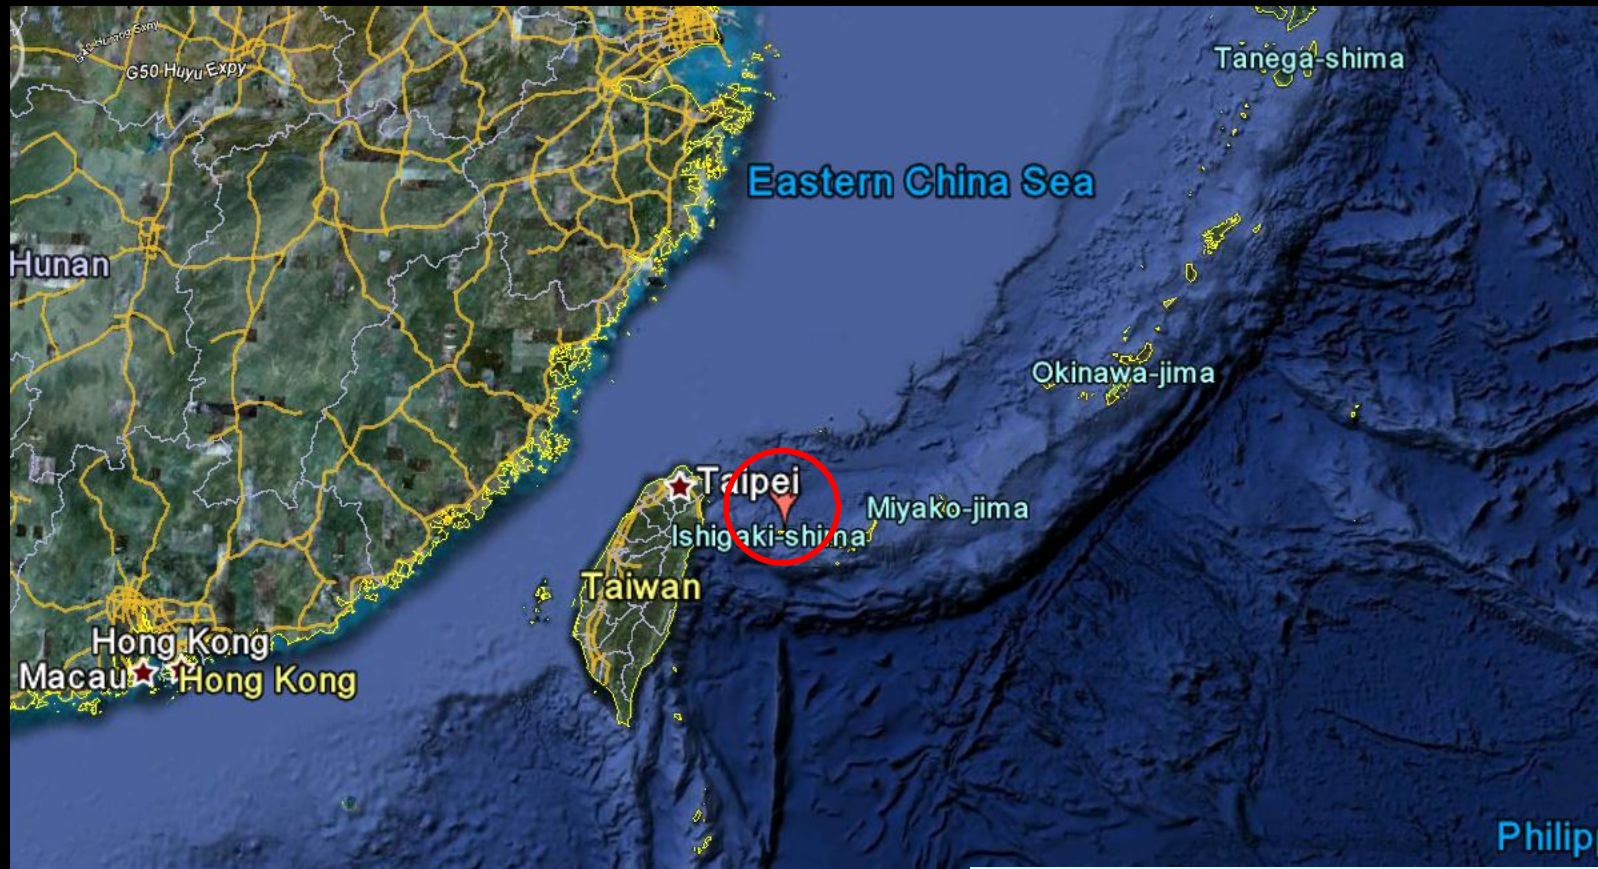 G50 Huyu Expy
Tanega-shima
Eastern China Sea
Hunan
Okinawa-jima
Taipei
Miyako-jima
Ishigaki-shima
Taiwan
Hong Kong
Macau
Hong Kong
Philip